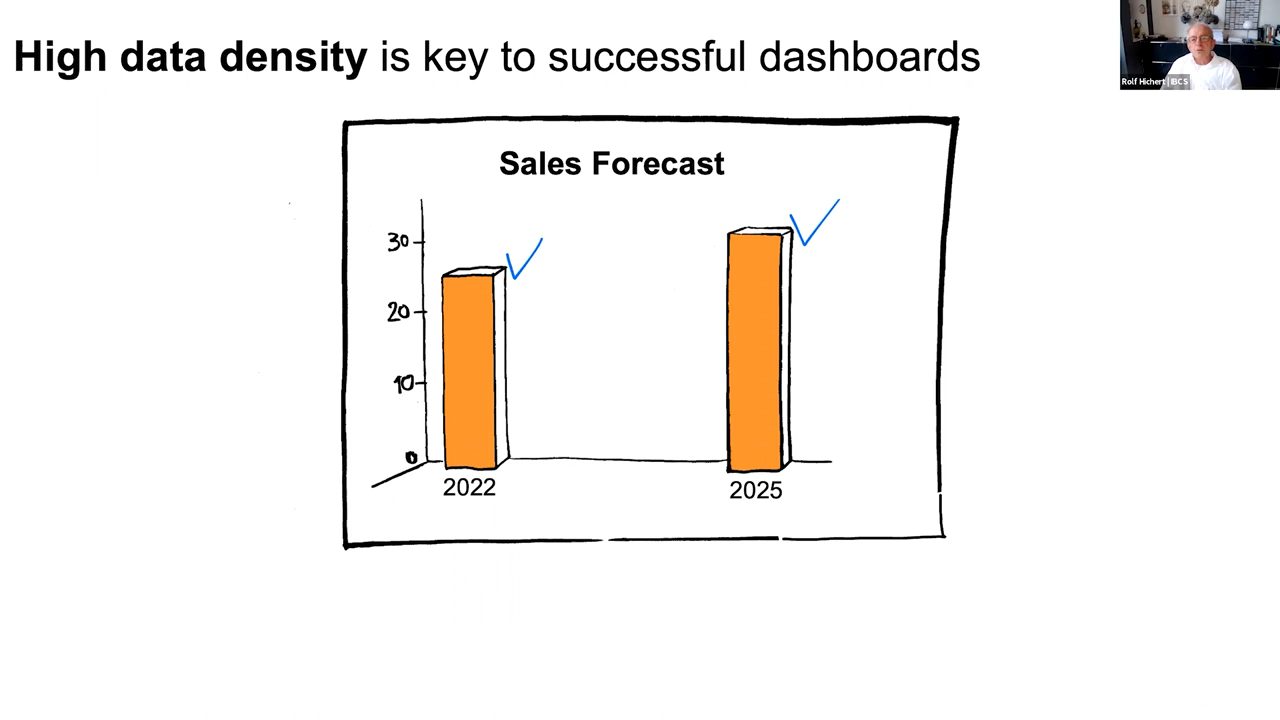 High data density is key to successful dashboards
Rolf Hichert | IBCS
Sales Forecast
30
20
10
0
2022
2025